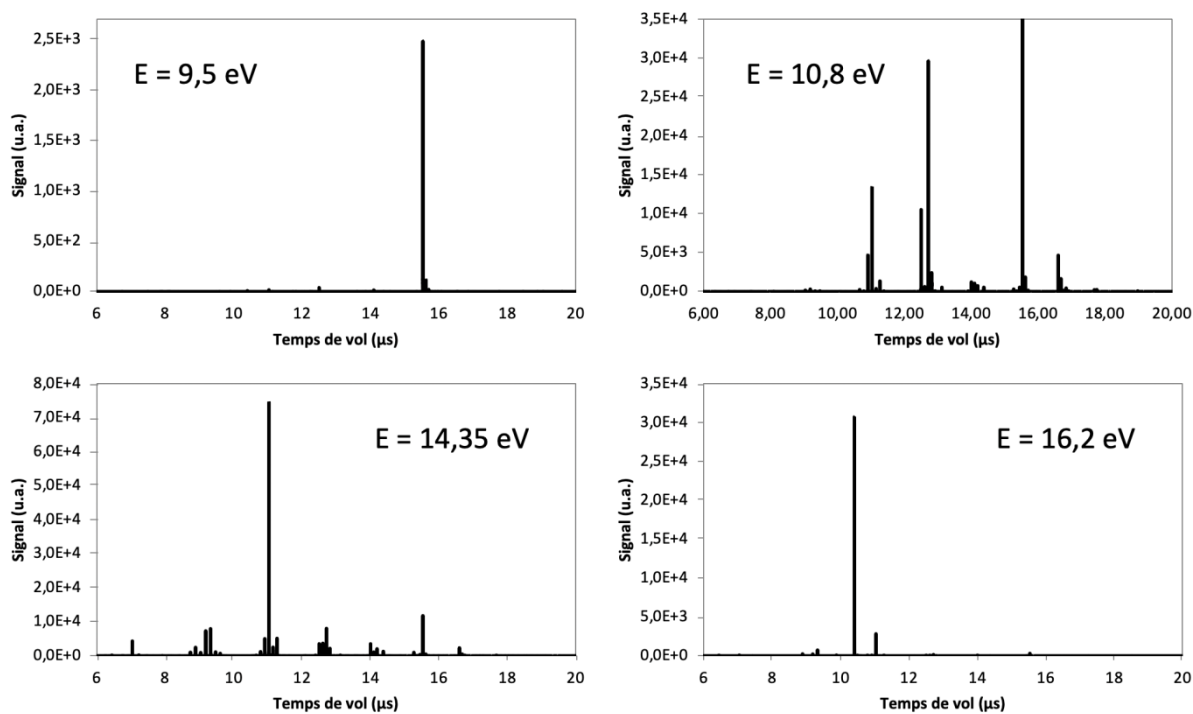 2,5E+3
2,0E+3
1,5E+3
1,0E+3
5,0E+2
0,0E+0
Signal (u.a.)
E = 9,5 eV
6 8 10 12 14 16 18 20
Temps de vol (µs)
3,5E+4
3,0E+4
2,5E+4
2,0E+4
1,5E+4
1,0E+4
5,0E+3
0,0E+0
Signal (u.a.)
E = 10,8 eV
6,00 8,00 10,00 12,00 14,00 16,00 18,00 20,00
Temps de vol (µs)
8,0E+4
7,0E+4
6,0E+4
5,0E+4
4,0E+4
3,0E+4
2,0E+4
1,0E+4
0,0E+0
Signal (u.a.)
E = 14,35 eV
6 8 10 12 14 16 18 20
Temps de vol (µs)
3,5E+4
3,0E+4
2,5E+4
2,0E+4
1,5E+4
1,0E+4
5,0E+3
0,0E+0
Signal (u.a.)
E = 16,2 eV
6 8 10 12 14 16 18 20
Temps de vol (µs)